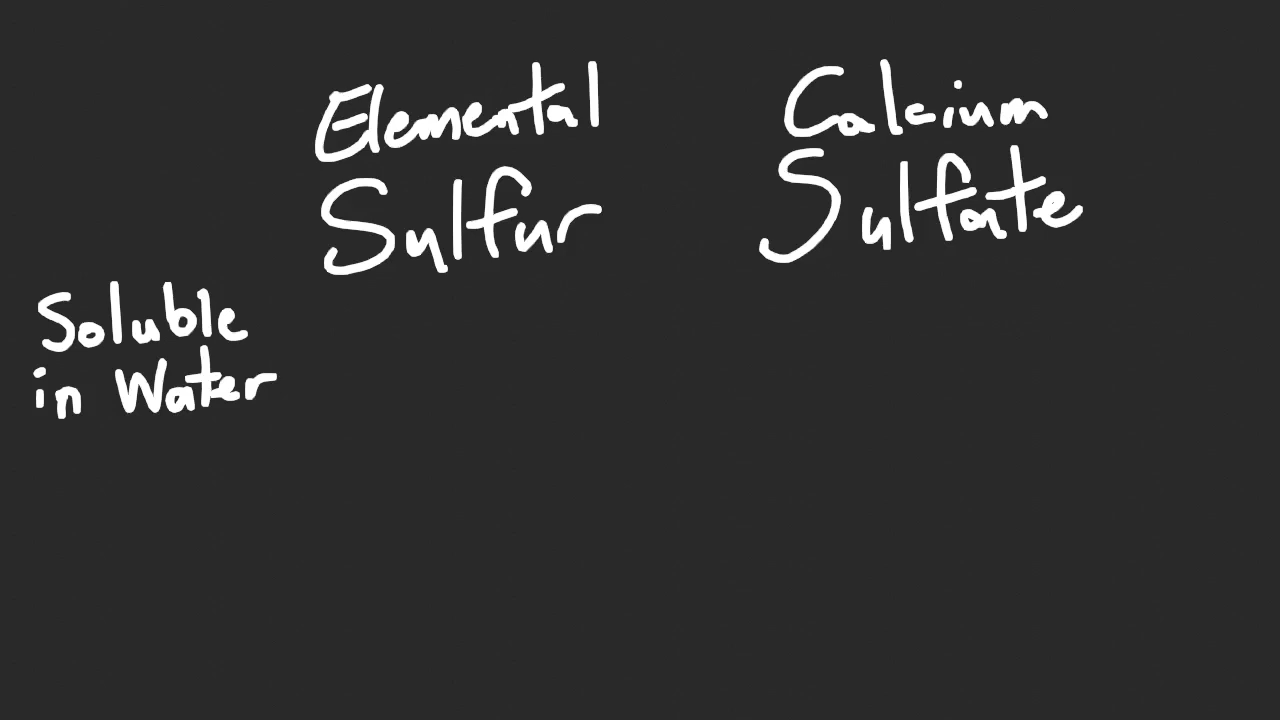 Elemental
Sulfur
Calcium
Sulfate
Soluble
in Water